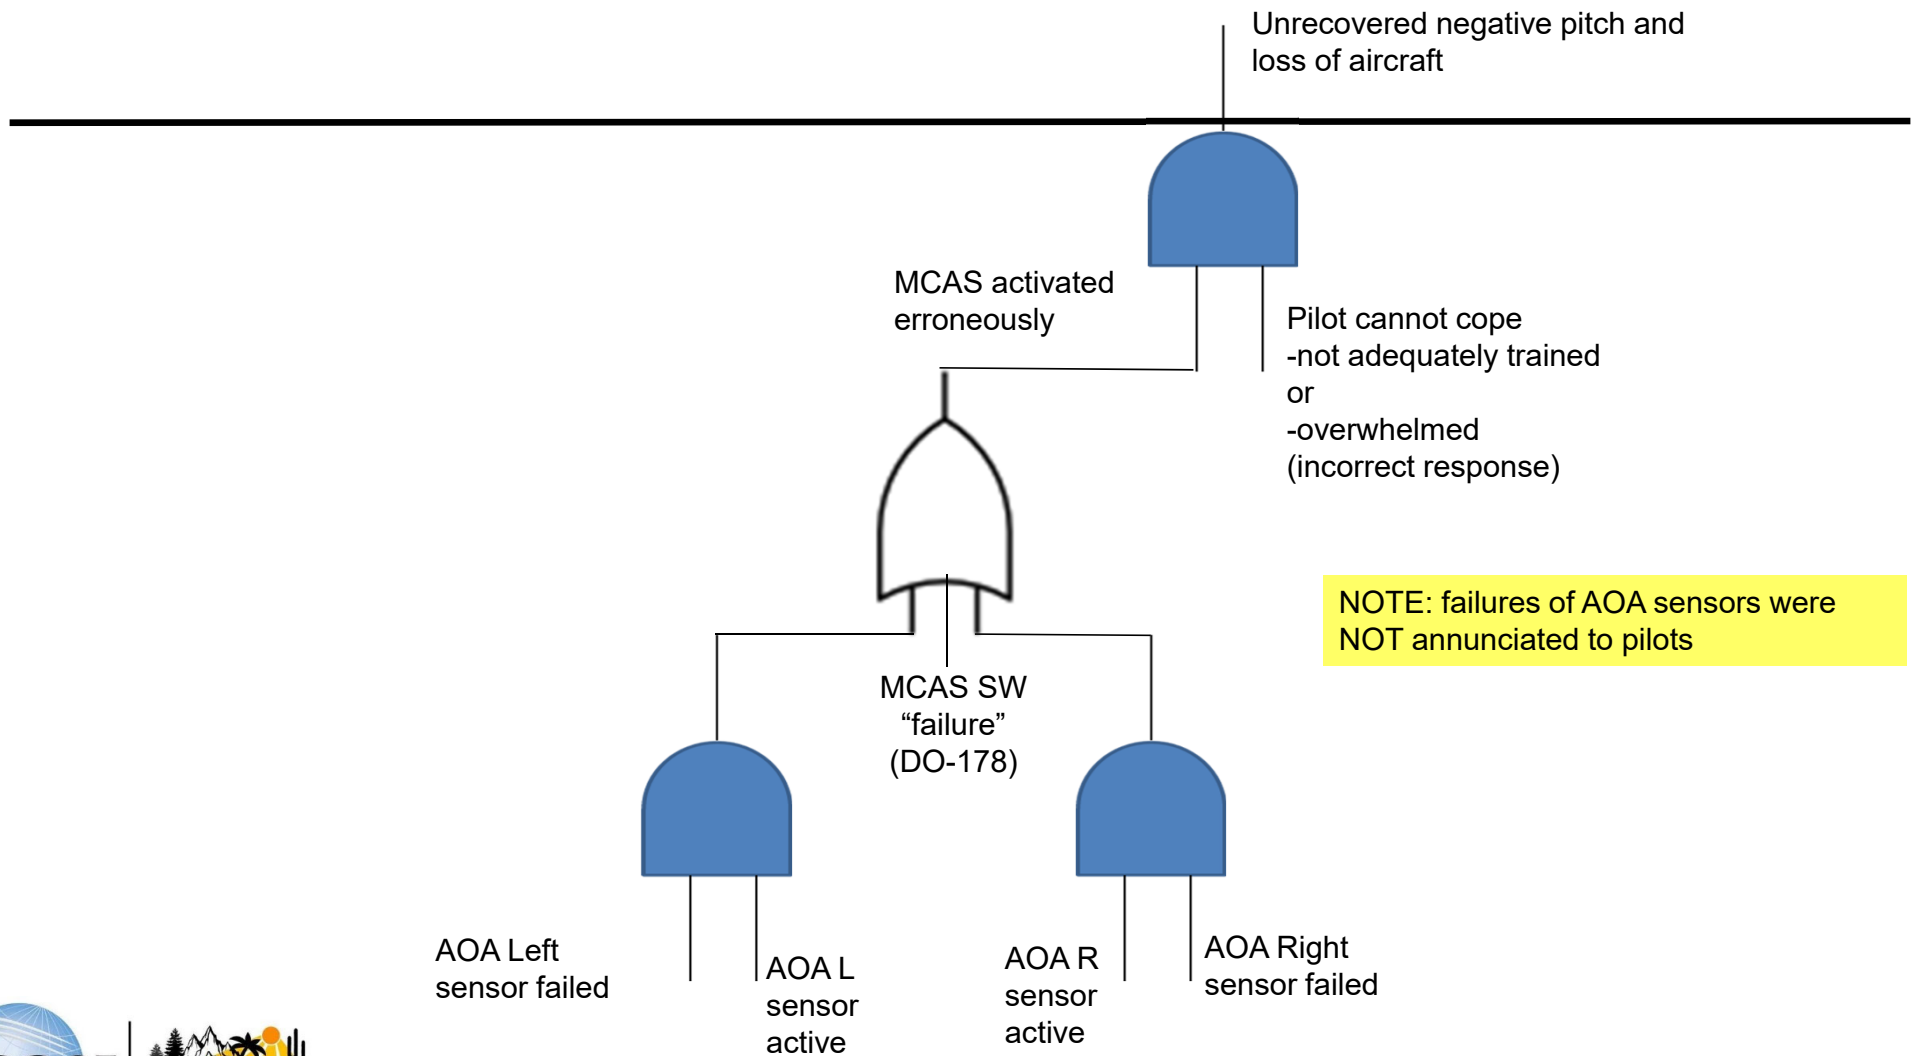 Unrecovered negative pitch and
loss of aircraft
MCAS activated
erroneously
Pilot cannot cope
-not adequately trained
or
-overwhelmed
(incorrect response)
NOTE: failures of AOA sensors were
NOT annunciated to pilots
MCAS SW
“failure”
(DO-178)
AOA Left
sensor failed
AOA L
sensor
active
AOA R
sensor
active
AOA Right
sensor failed